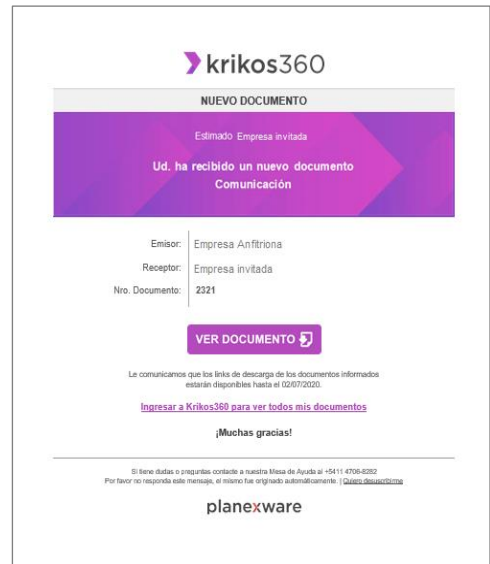 krikos360
NUEVO DOCUMENTO
Estimado Empresa invitada
Ud. ha recibido un nuevo documento
Comunicación
Emisor: Empresa Anfitriona
Receptor: Empresa invitada
Nro. Documento: 2321
VER DOCUMENTO
Le comunicamos que los links de descarga de los documentos informados
estarán disponibles hasta el 02/07/2020.
Ingresar a Krikos360 para ver todos mis documentos
¡Muchas gracias!
Si tiene dudas o preguntas contacte a nuestra Mesa de Ayuda al +5411 4706-8282
Por favor no responda este mensaje, el mismo fue originado automáticamente. | Quiero desuscribirme
planexware